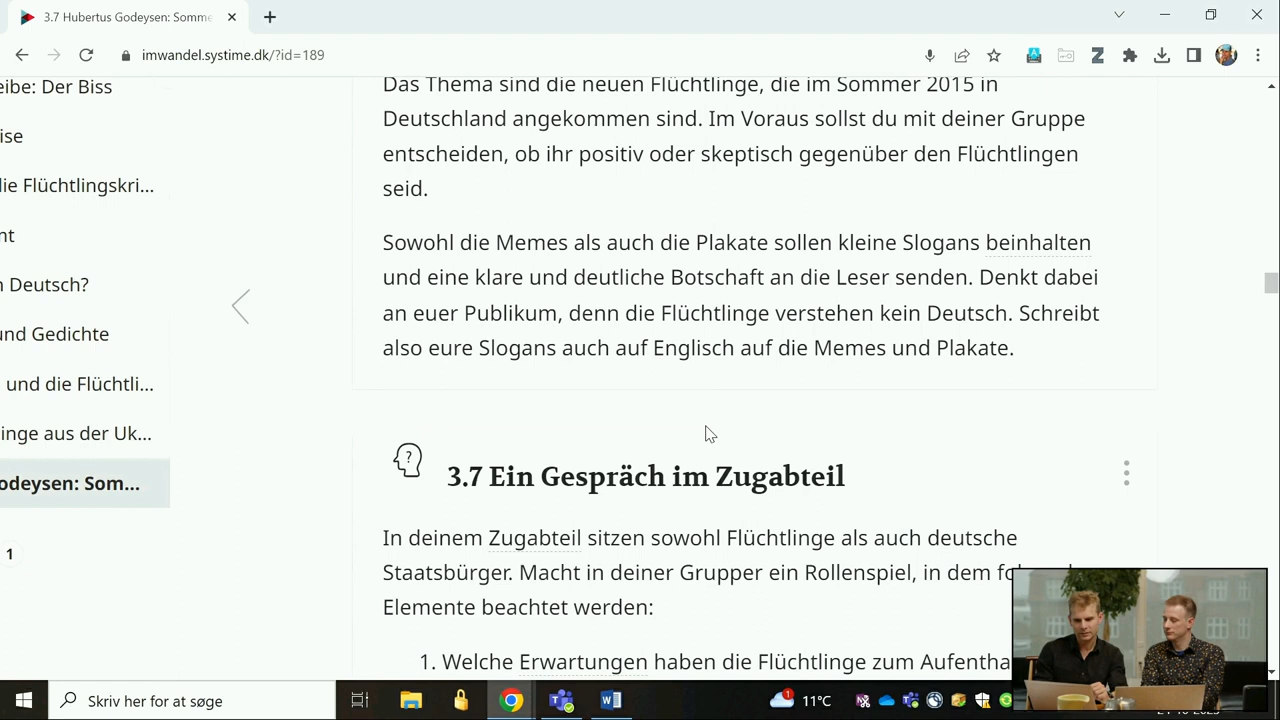 3.7 Hubertus Godeysen: Somme
imwandel.systime.dk/?id=189
eibe: Der Biss
ise
lie Flüchtlingskri...
nt
n Deutsch?
und Gedichte
und die Flüchtli...
inge aus der Uk...
odeysen: Som...
1
Das Thema sind die neuen Flüchtlinge, die im Sommer 2015 in
Deutschland angekommen sind. Im Voraus sollst du mit deiner Gruppe
entscheiden, ob ihr positiv oder skeptisch gegenüber den Flüchtlingen
seid.
Sowohl die Memes als auch die Plakate sollen kleine Slogans beinhalten
und eine klare und deutliche Botschaft an die Leser senden. Denkt dabei
an euer Publikum, denn die Flüchtlinge verstehen kein Deutsch. Schreibt
also eure Slogans auch auf Englisch auf die Memes und Plakate.
3.7 Ein Gespräch im Zugabteil
In deinem Zugabteil sitzen sowohl Flüchtlinge als auch deutsche
Staatsbürger. Macht in deiner Grupper ein Rollenspiel, in dem fo
Elemente beachtet werden:
1. Welche Erwartungen haben die Flüchtlinge zum Aufentha
Skriv her for at søge
1
11°C